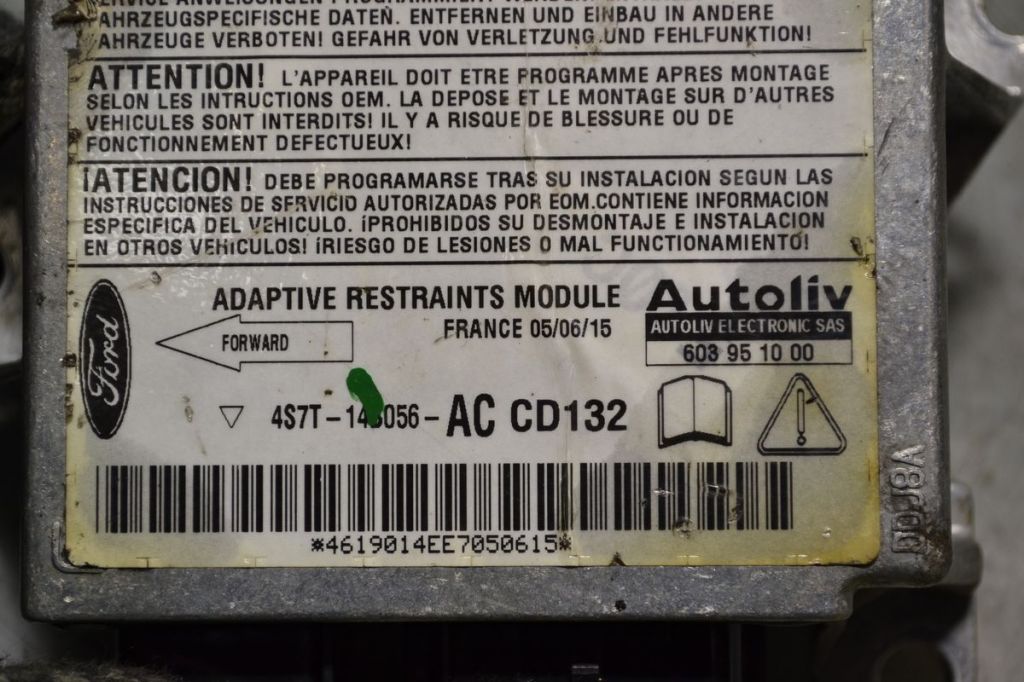 FAHRZEUGSPEZIFISCHE DATEN. ENTFERNEN UND EINBAU IN ANDERE
FAHRZEUGE VERBOTEN! GEFAHR VON VERLETZUNG UND FEHLFUNKTION!
ATTENTION! L'APPAREIL DOIT ETRE PROGRAMME APRES MONTAGE
SELON LES INTRUCTIONS OEM. LA DEPOSE ET LE MONTAGE SUR D'AUTRES
VEHICULES SONT INTERDITS! IL Y A RISQUE DE BLESSURE OU DE
FONCTIONNEMENT DEFECTUEUX!
¡ATENCION! DEBE PROGRAMARSE TRAS SU INSTALACION SEGUN LAS
INSTRUCCIONES DE SERVICIO AUTORIZADAS POR EOM.CONTIENE INFORMACION
ESPECIFICA DEL VEHICULO. ¡PROHIBIDOS SU DESMONTAJE E INSTALACION
EN OTROS VEHICULOS! ¡RIESGO DE LESIONES O MAL FUNCTIONAMIENTO!
Ford
ADAPTIVE RESTRAINTS MODULE
FRANCE 05/06/15
FORWARD
Autoliv
AUTOLIV ELECTRONIC SAS
603 95 10 00
4S7T-14B056-AC CD132
*4619014EE7050615*